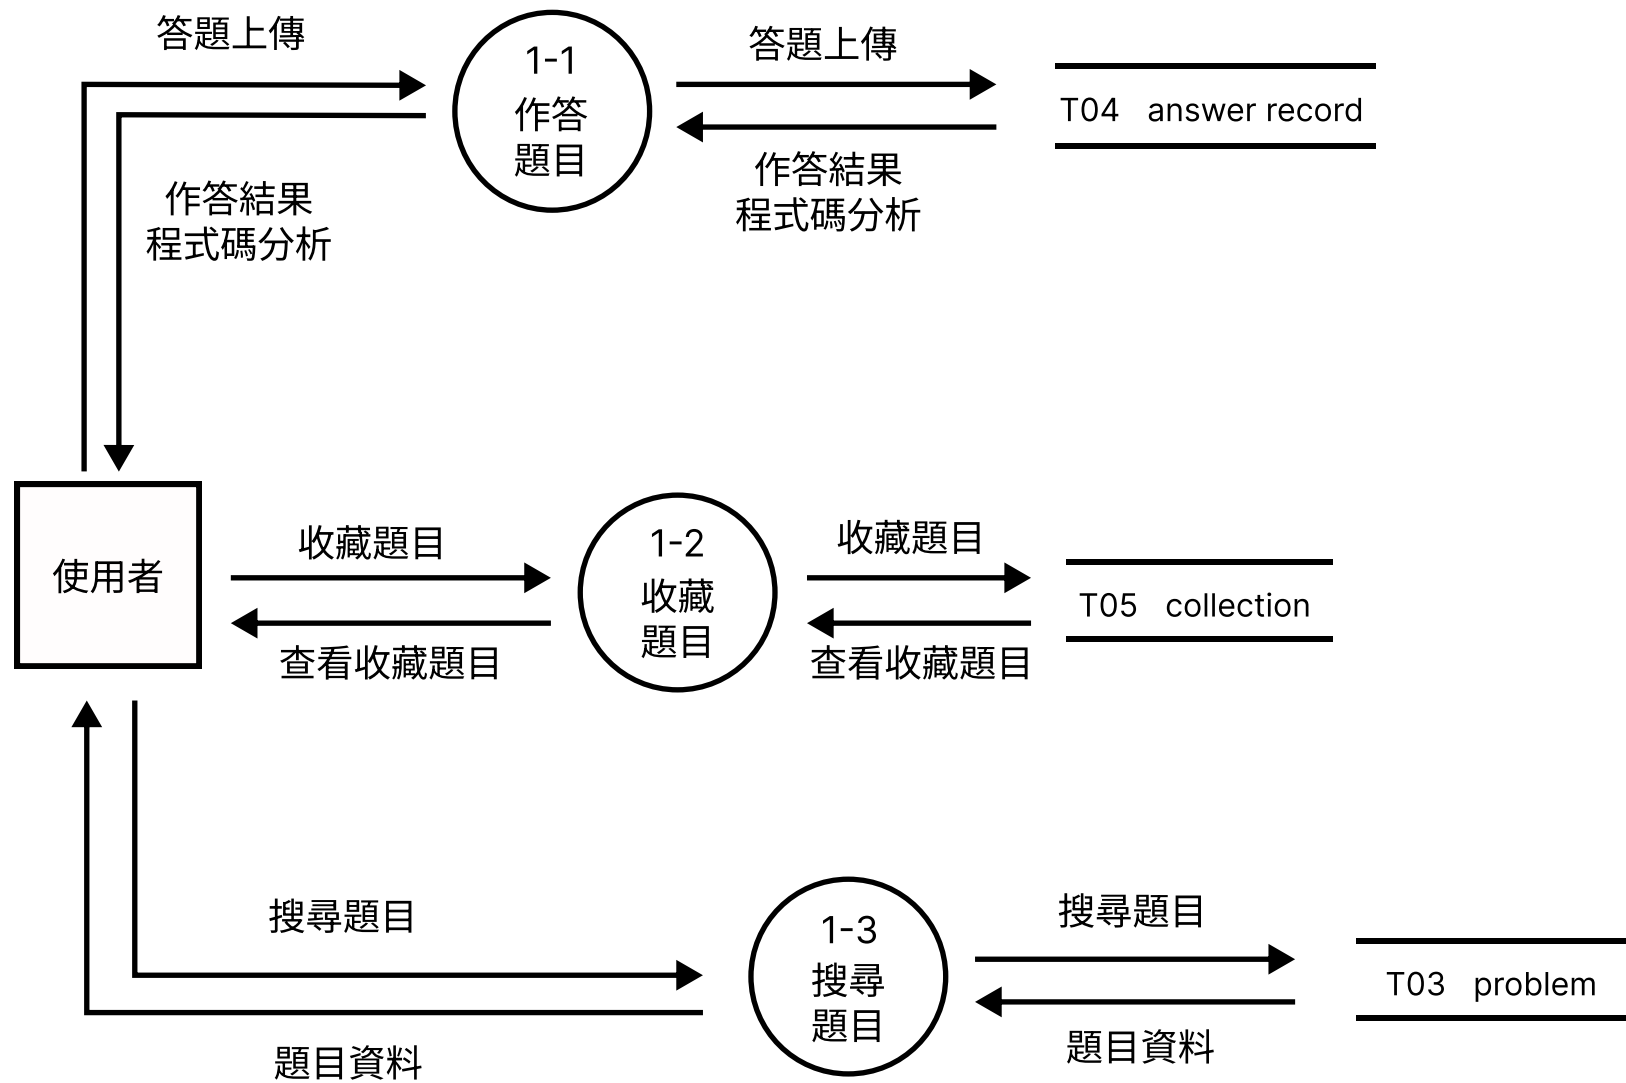 答題上傳
1-1
作答
題目
答題上傳
T04 answer record
作答結果
程式碼分析
作答結果
程式碼分析
使用者
收藏題目
查看收藏題目
1-2
收藏
題目
收藏題目
查看收藏題目
T05 collection
搜尋題目
題目資料
1-3
搜尋
題目
搜尋題目
題目資料
T03 problem